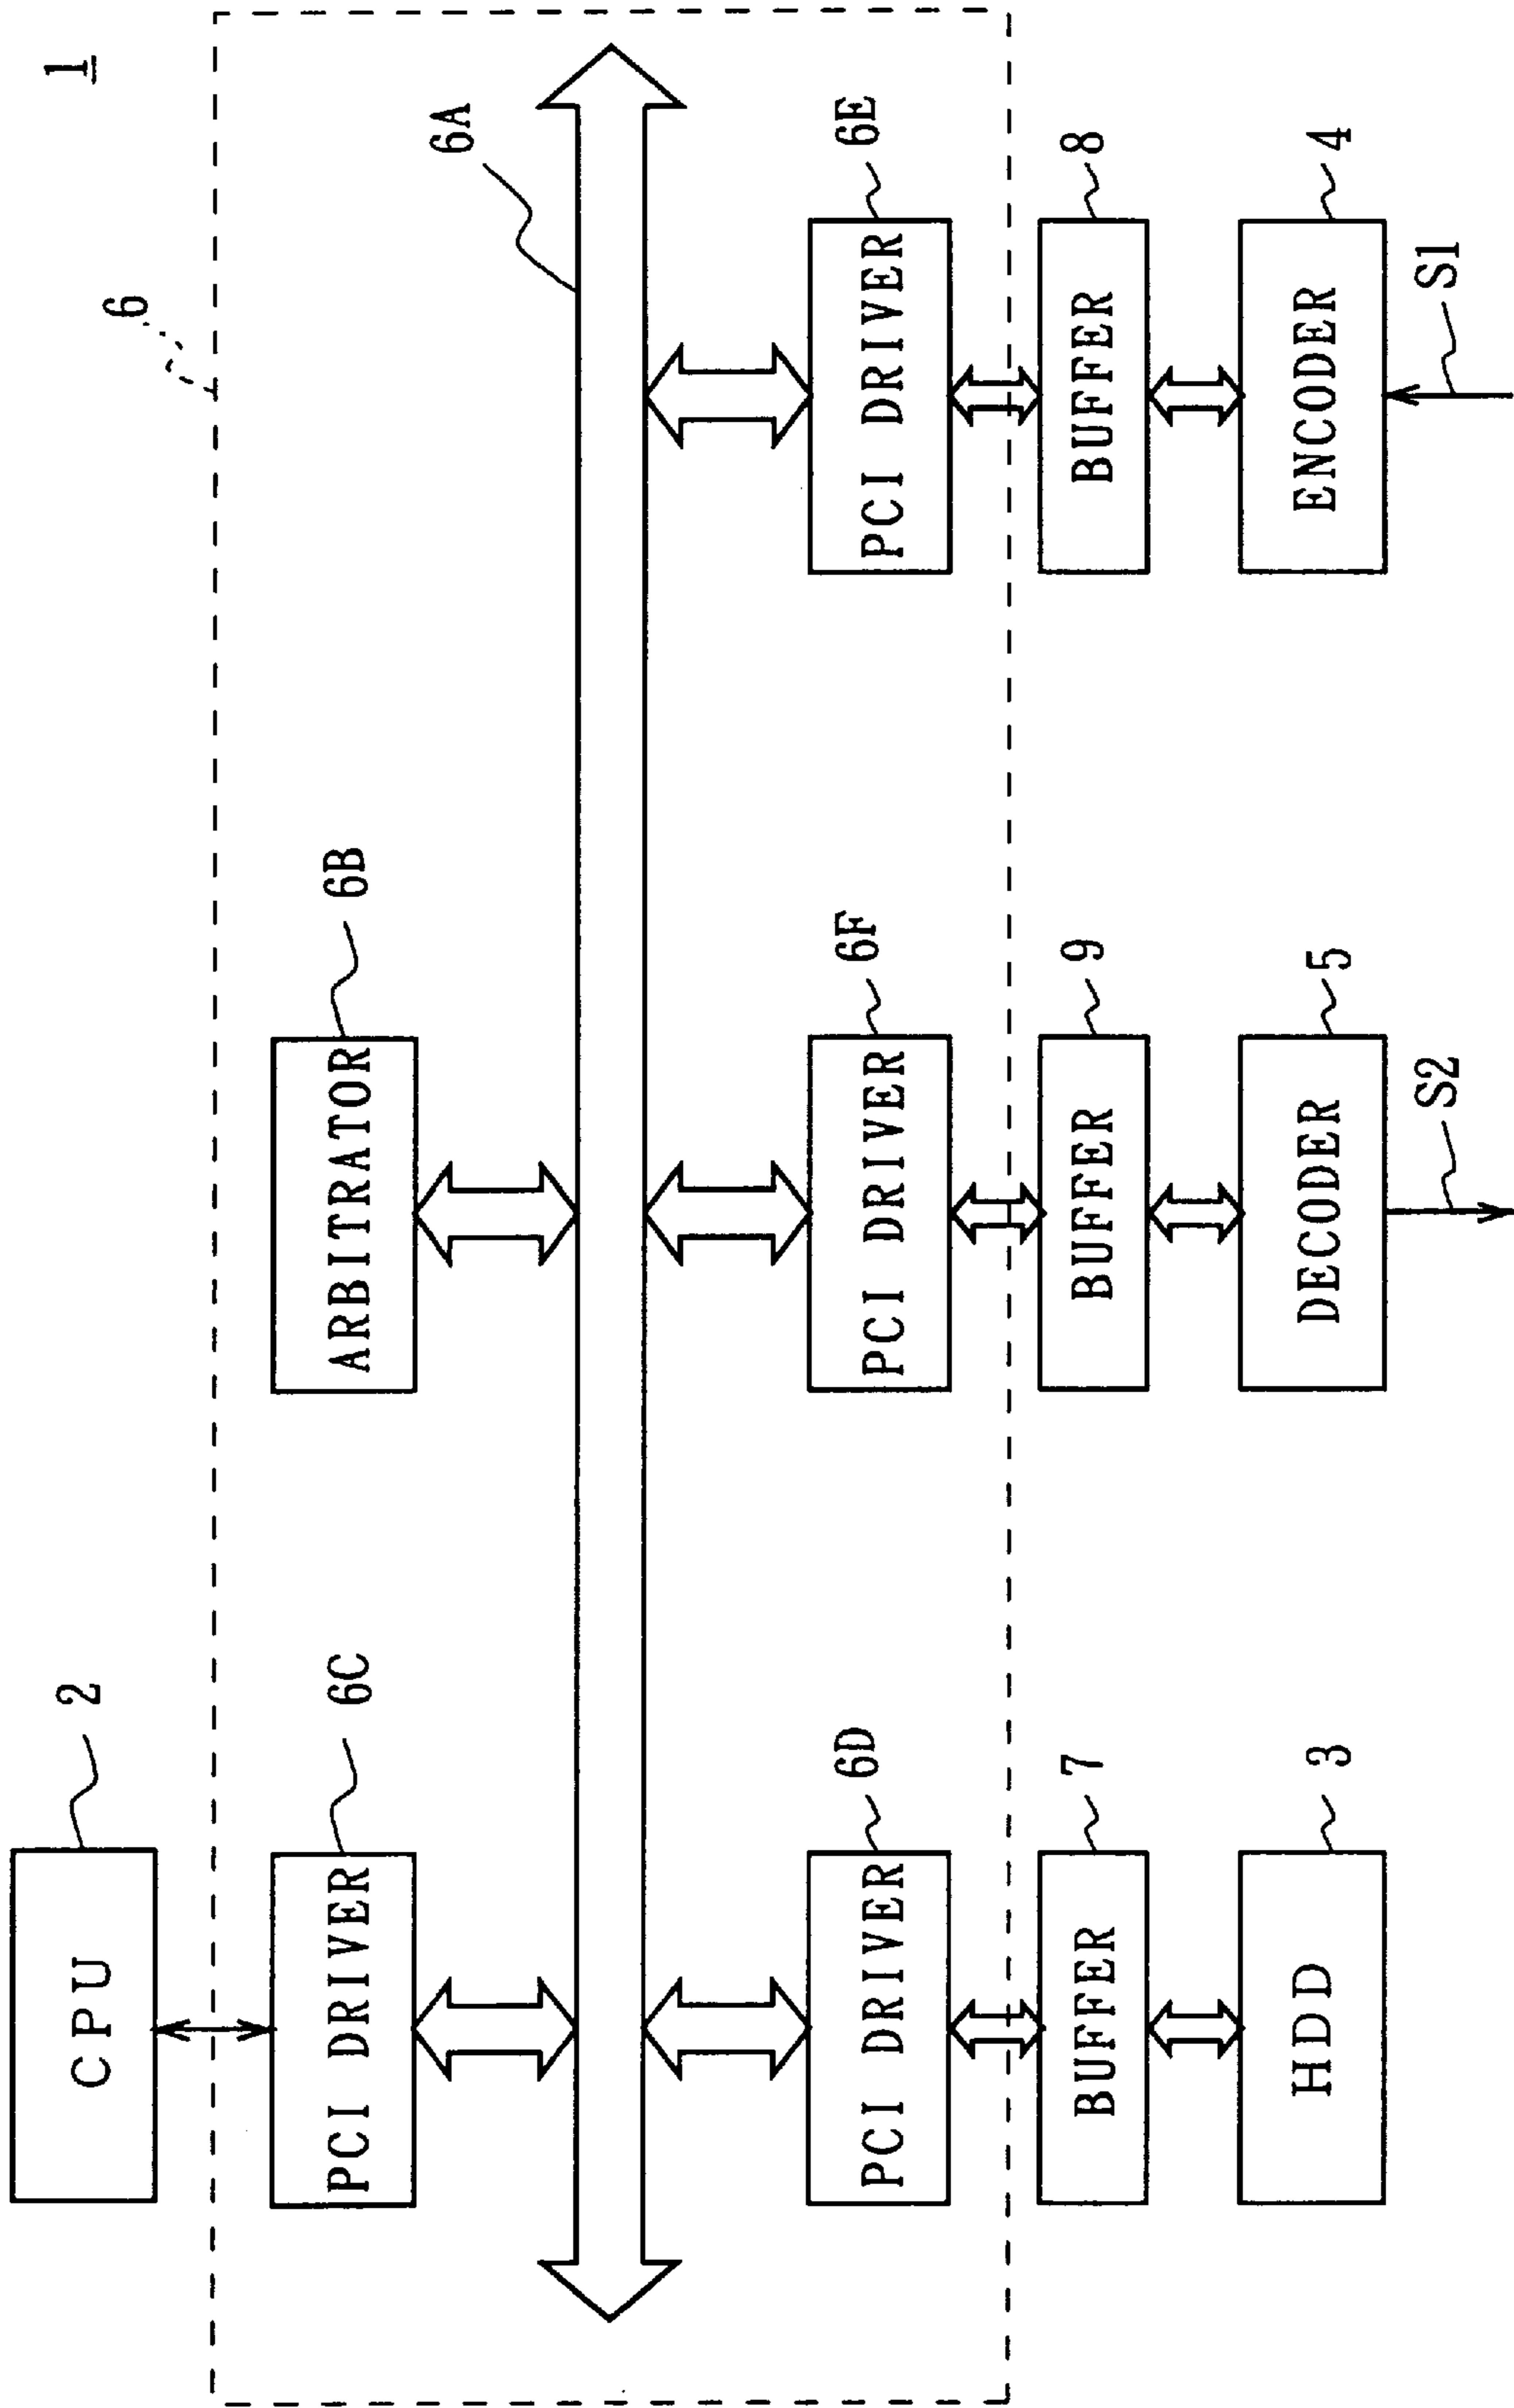 1
6
CPU
2
PCI DRIVER
6C
ARBITRATOR
6B
6A
PCI DRIVER
6D
PCI DRIVER
6F
PCI DRIVER
6E
BUFFER
7
BUFFER
9
BUFFER
8
HDD
3
DECODER
5
ENCODER
4
S2
S1